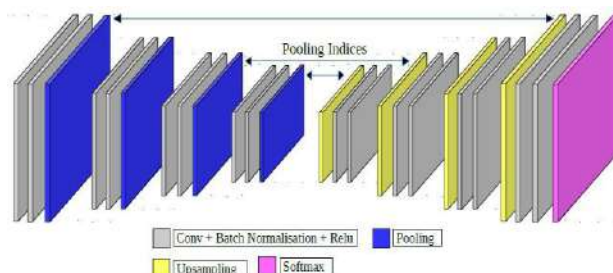 Pooling Indices
Conv + Batch Normalisation + Relu
Pooling
Upsampling
Softmax